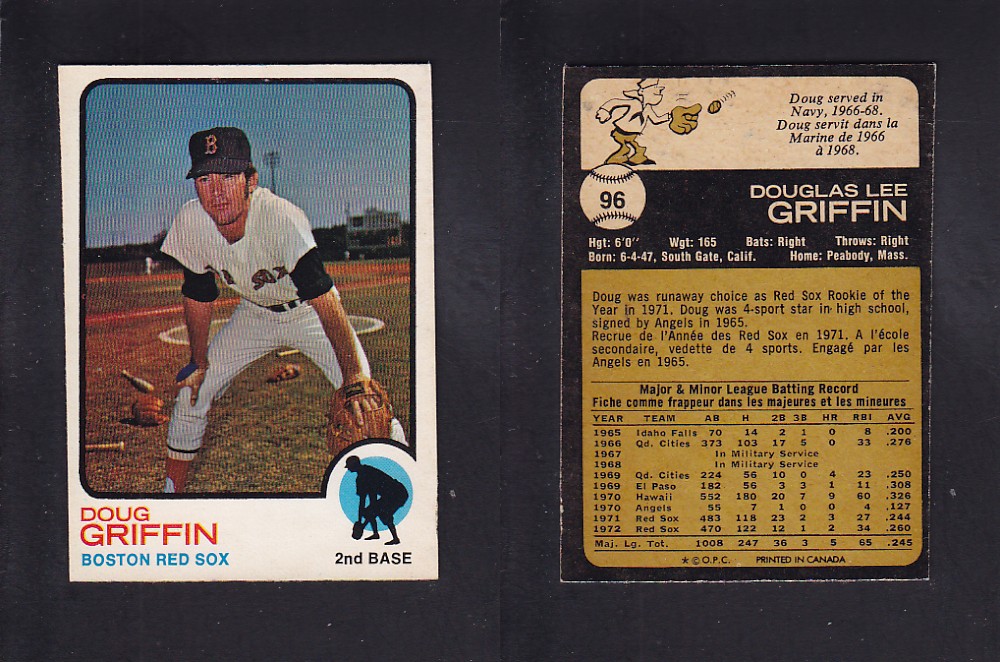 B
DOUG
GRIFFIN
BOSTON RED SOX
2nd BASE
Doug served in
Navy, 1966-68.
Doug servit dans la
Marine de 1966
à 1968.
96
DOUGLAS LEE
GRIFFIN
Hgt: 6'0" Wgt: 165 Bats: Right Throws: Right
Born: 6-4-47, South Gate, Calif. Home: Peabody, Mass.
Doug was runaway choice as Red Sox Rookie of the
Year in 1971. Doug was 4-sport star in high school,
signed by Angels in 1965.
Recrue de l'Année des Red Sox en 1971. A l'école
secondaire, vedette de 4 sports. Engagé par les
Angels en 1965.
Major & Minor League Batting Record
Fiche comme frappeur dans les majeures et les mineures
YEAR TEAM AB H 2B 3B HR RBI AVG
1965 Idaho Falls 70 14 2 1 0 8 .200
1966 Qd. Cities 373 103 17 5 0 33 .276
1967 In Military Service
1968 In Military Service
1969 Qd. Cities 224 56 10 0 4 23 .250
1969 El Paso 182 56 3 3 1 11 .308
1970 Hawaii 552 180 20 7 9 60 .326
1970 Angels 55 7 1 0 0 4 .127
1971 Red Sox 483 118 23 2 3 27 .244
1972 Red Sox 470 122 12 1 2 34 .260
Maj. Lg. Tot. 1008 247 36 3 5 65 .245
★ © O.P.C. PRINTED IN CANADA